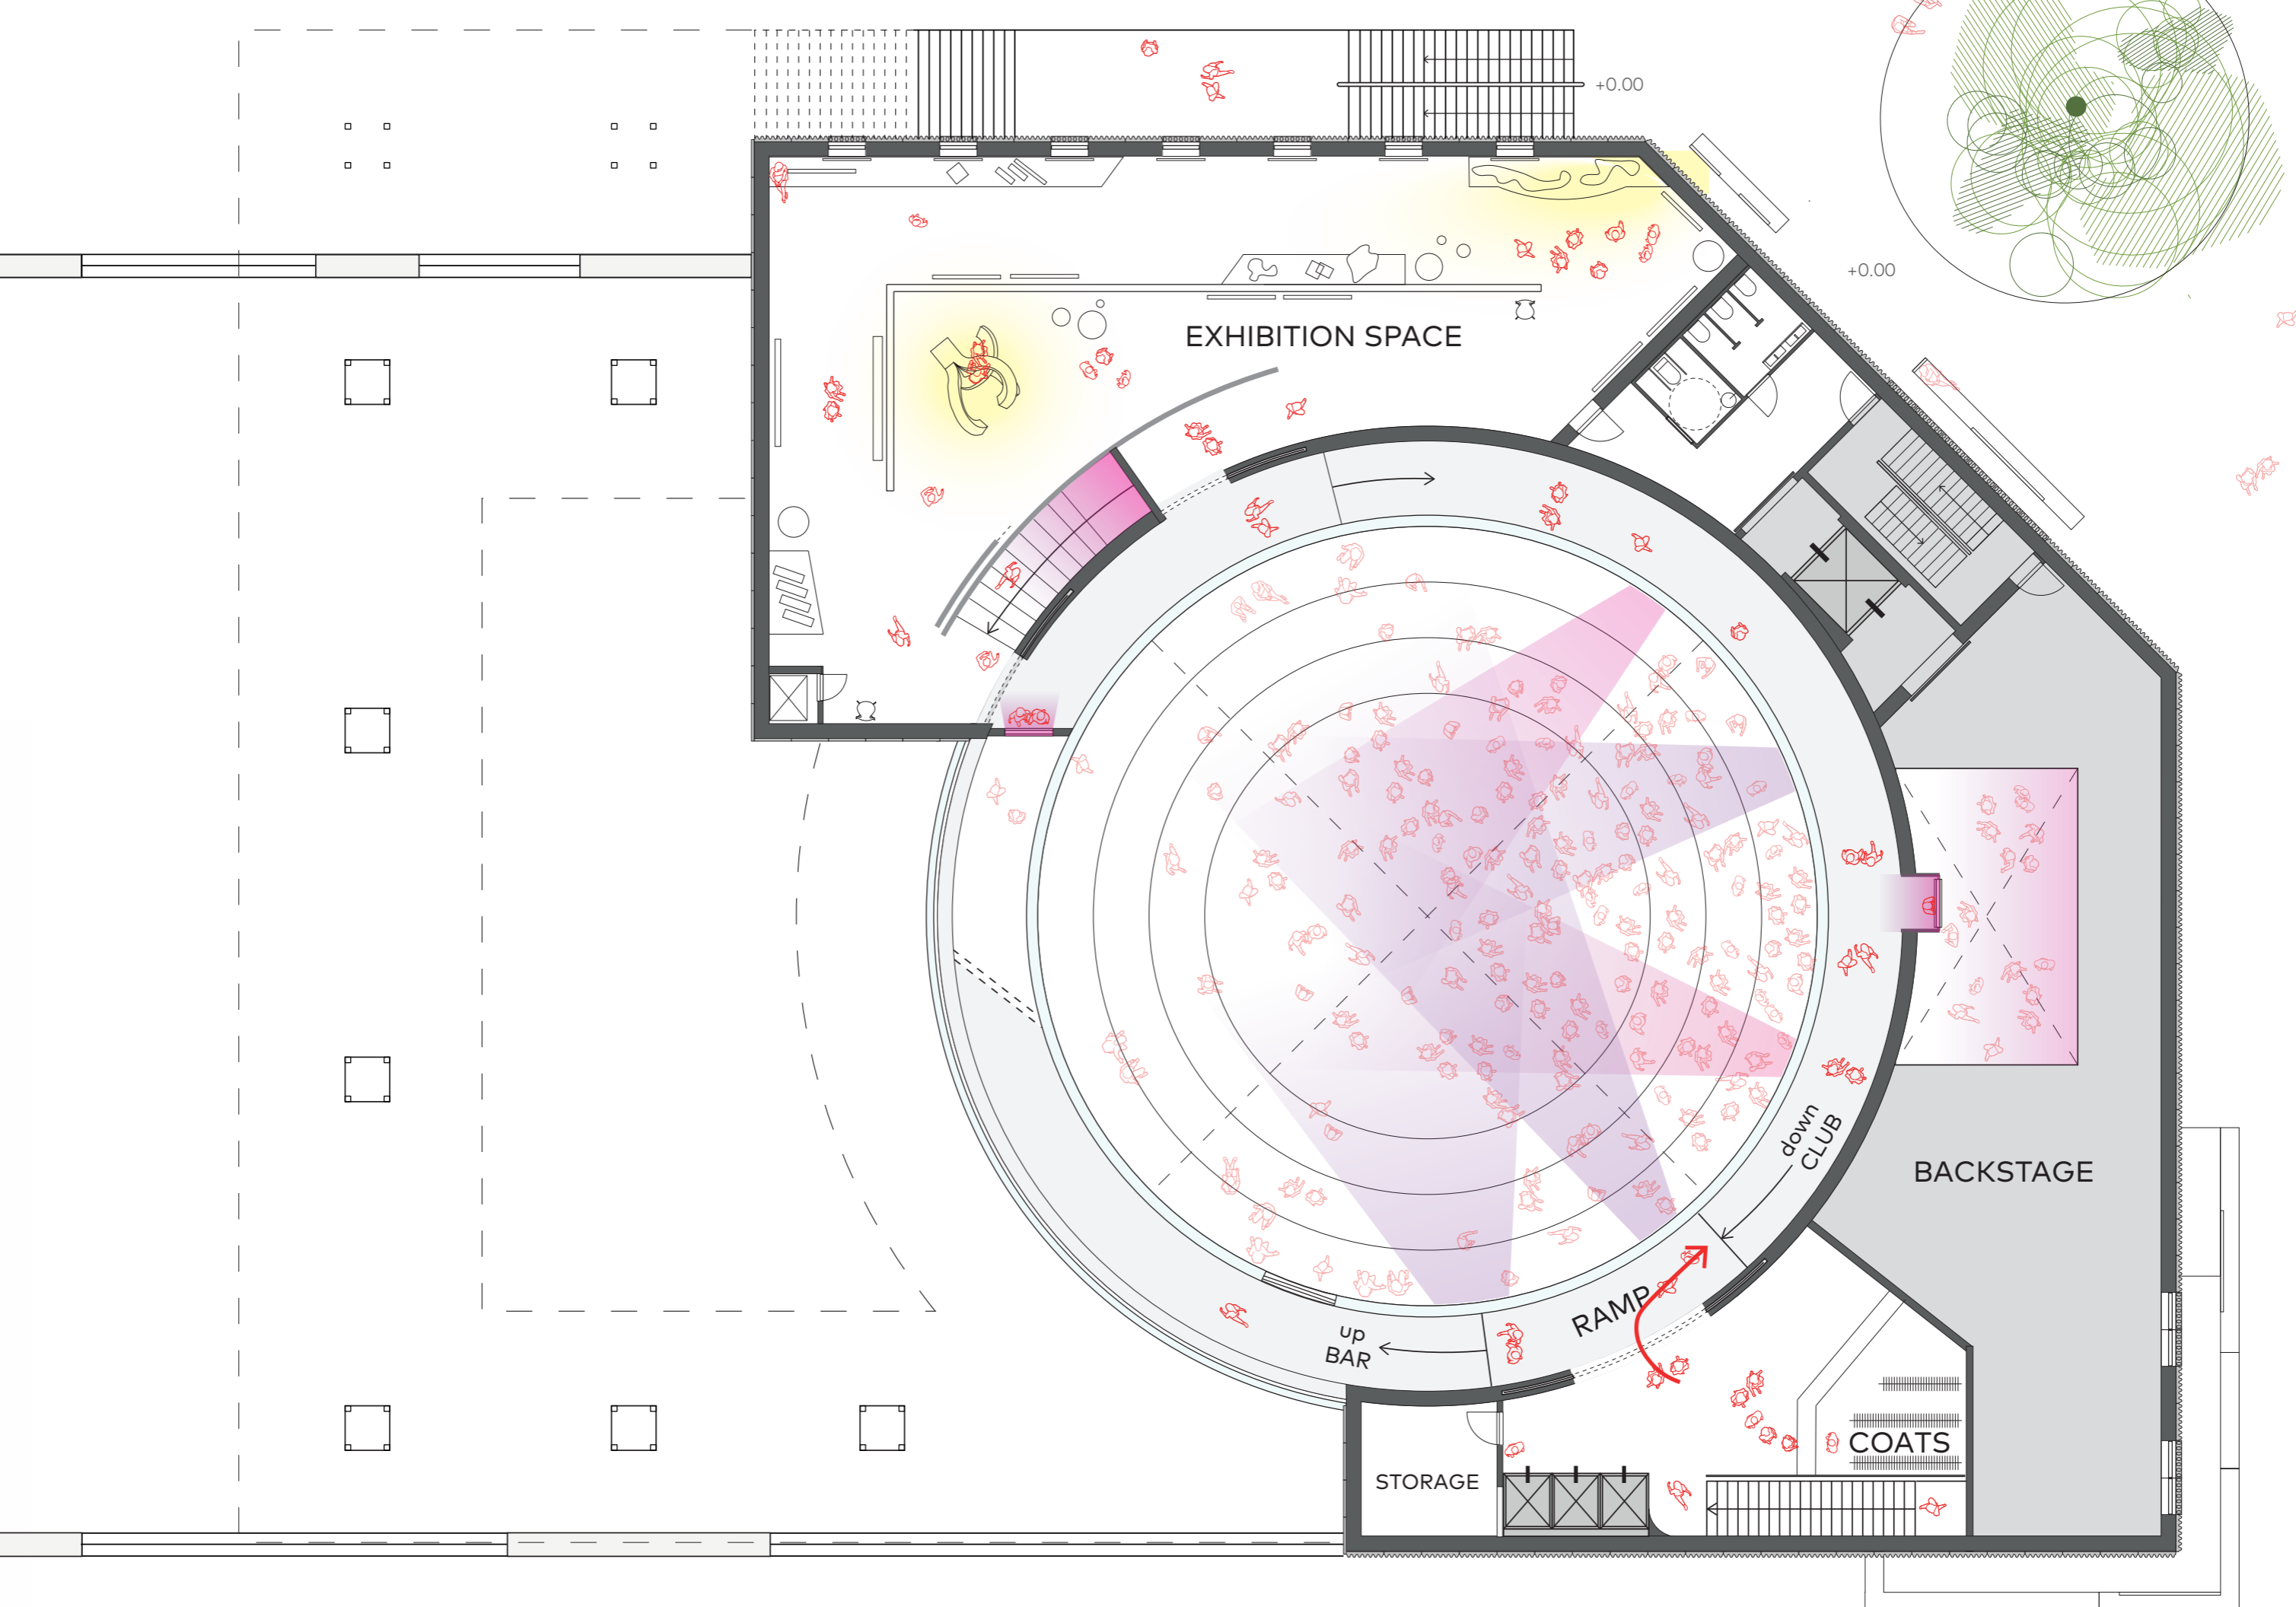 +0.00
+0.00
EXHIBITION SPACE
down
CLUB
BACKSTAGE
RAMP
up
BAR
COATS
STORAGE